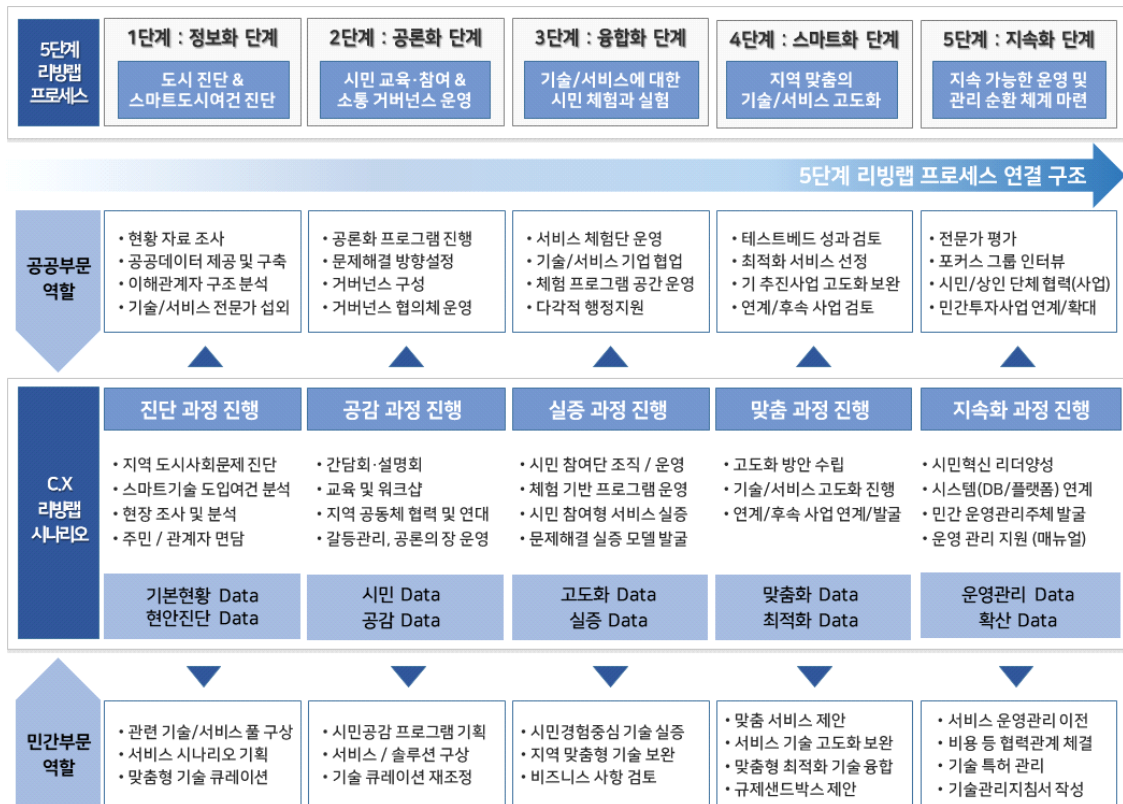 5단계
리빙랩
프로세스
1단계 : 정보화 단계
도시 진단 &
스마트도시여건 진단
2단계 : 공론화 단계
시민 교육·참여 &
소통 거버넌스 운영
3단계 : 융합화 단계
기술/서비스에 대한
시민 체험과 실험
4단계 : 스마트화 단계
지역 맞춤의
기술/서비스 고도화
5단계 : 지속화 단계
지속 가능한 운영 및
관리 순환 체계 마련
5단계 리빙랩 프로세스 연결 구조
공공부문
역할
• 현황 자료 조사
• 공공데이터 제공 및 구축
• 이해관계자 구조 분석
• 기술/서비스 전문가 섭외
• 공론화 프로그램 진행
• 문제해결 방향설정
• 거버넌스 구성
• 거버넌스 협의체 운영
• 서비스 체험단 운영
• 기술/서비스 기업 협업
• 체험 프로그램 공간 운영
• 다각적 행정지원
• 테스트베드 성과 검토
• 최적화 서비스 선정
• 기 추진사업 고도화 보완
• 연계/후속 사업 검토
• 전문가 평가
• 포커스 그룹 인터뷰
• 시민/상인 단체 협력(사업)
• 민간투자사업 연계/확대
C.X
리빙랩
시나리오
진단 과정 진행
• 지역 도시사회문제 진단
• 스마트기술 도입여건 분석
• 현장 조사 및 분석
• 주민 / 관계자 면담
기본현황 Data
현안진단 Data
공감 과정 진행
• 간담회·설명회
• 교육 및 워크샵
• 지역 공동체 협력 및 연대
• 갈등관리, 공론의 장 운영
시민 Data
공감 Data
실증 과정 진행
• 시민 참여단 조직 / 운영
• 체험 기반 프로그램 운영
• 시민 참여형 서비스 실증
• 문제해결 실증 모델 발굴
고도화 Data
실증 Data
맞춤 과정 진행
• 고도화 방안 수립
• 기술/서비스 고도화 진행
• 연계/후속 사업 연계/발굴
맞춤화 Data
최적화 Data
지속화 과정 진행
• 시민혁신 리더양성
• 시스템(DB/플랫폼) 연계
• 민간 운영관리주체 발굴
• 운영 관리 지원 (매뉴얼)
운영관리 Data
확산 Data
민간부문
역할
• 관련 기술/서비스 풀 구상
• 서비스 시나리오 기획
• 맞춤형 기술 큐레이션
• 시민공감 프로그램 기획
• 서비스 / 솔루션 구상
• 기술 큐레이션 재조정
• 시민경험중심 기술 실증
• 지역 맞춤형 기술 보완
• 비즈니스 사항 검토
• 맞춤 서비스 제안
• 서비스 기술 고도화 보완
• 맞춤형 최적화 기술 융합
• 규제샌드박스 제안
• 서비스 운영관리 이전
• 비용 등 협력관계 체결
• 기술 특허 관리
• 기술관리지침서 작성